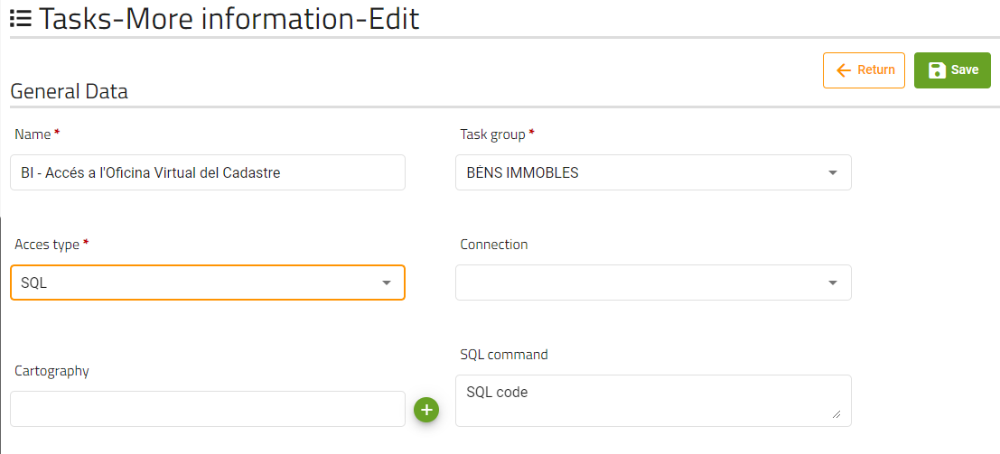 Tasks-More information-Edit
Return
Save
General Data
Name *
Task group *
BI - Accés a l'Oficina Virtual del Cadastre
BÉNS IMMOBLES
Acces type *
Connection
SQL
Cartography
SQL command
SQL code